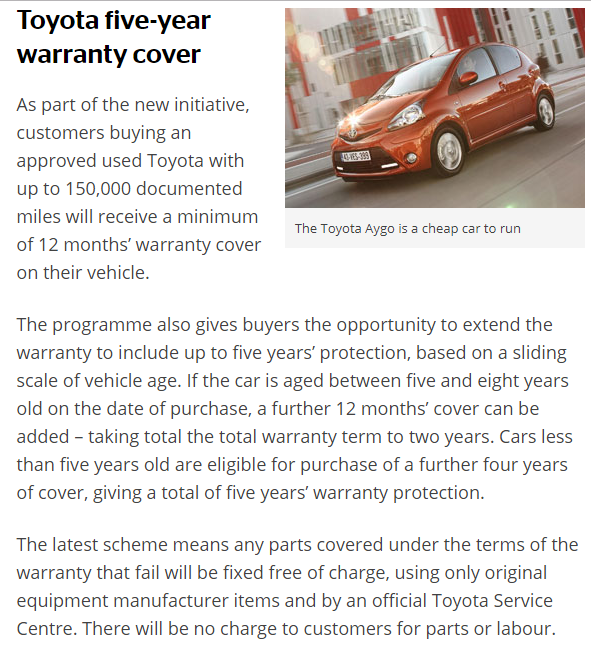 Toyota five-year
warranty cover
As part of the new initiative,
customers buying an
approved used Toyota with
up to 150,000 documented
miles will receive a minimum
of 12 months’ warranty cover
on their vehicle.
43-VES-399
The Toyota Aygo is a cheap car to run
The programme also gives buyers the opportunity to extend the
warranty to include up to five years’ protection, based on a sliding
scale of vehicle age. If the car is aged between five and eight years
old on the date of purchase, a further 12 months’ cover can be
added – taking total the total warranty term to two years. Cars less
than five years old are eligible for purchase of a further four years
of cover, giving a total of five years’ warranty protection.
The latest scheme means any parts covered under the terms of the
warranty that fail will be fixed free of charge, using only original
equipment manufacturer items and by an official Toyota Service
Centre. There will be no charge to customers for parts or labour.